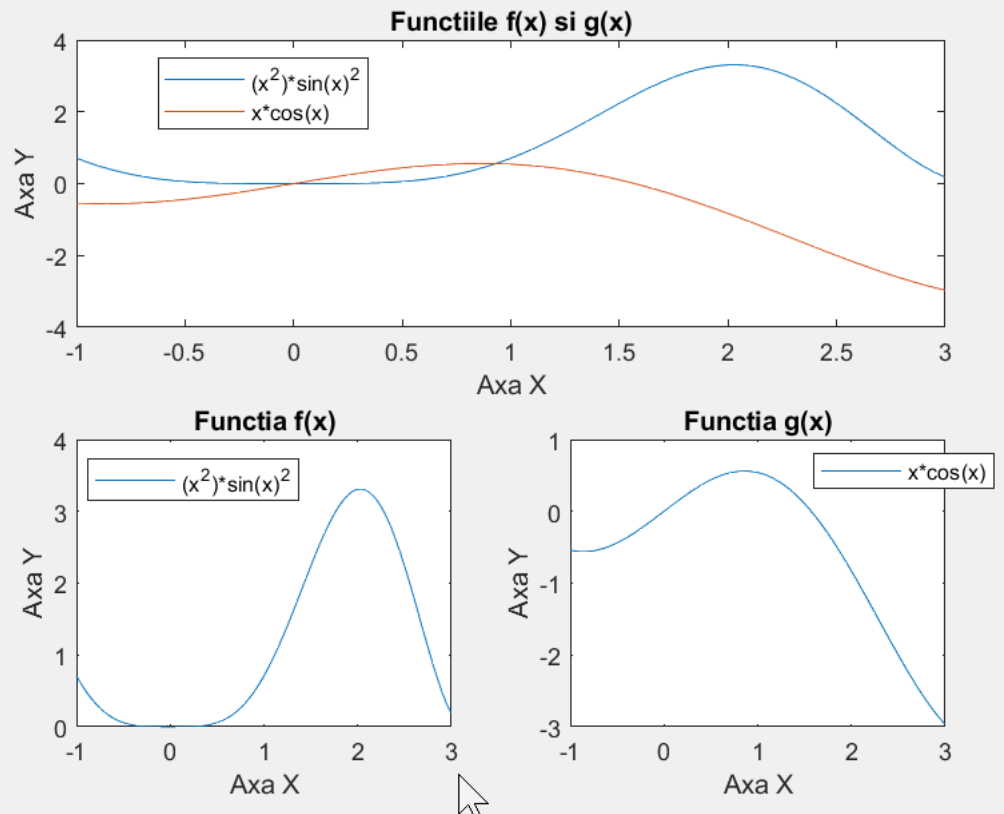 Functiile f(x) si g(x)
4
2
0
-2
-4
Axa Y
(x²)*sin(x)²
x*cos(x)
-1 -0.5 0 0.5 1 1.5 2 2.5 3
Axa X
Functia f(x)
4
3
2
1
0
Axa Y
(x²)*sin(x)²
-1 0 1 2 3
Axa X
Functia g(x)
1
0
-1
-2
-3
Axa Y
x*cos(x)
-1 0 1 2 3
Axa X